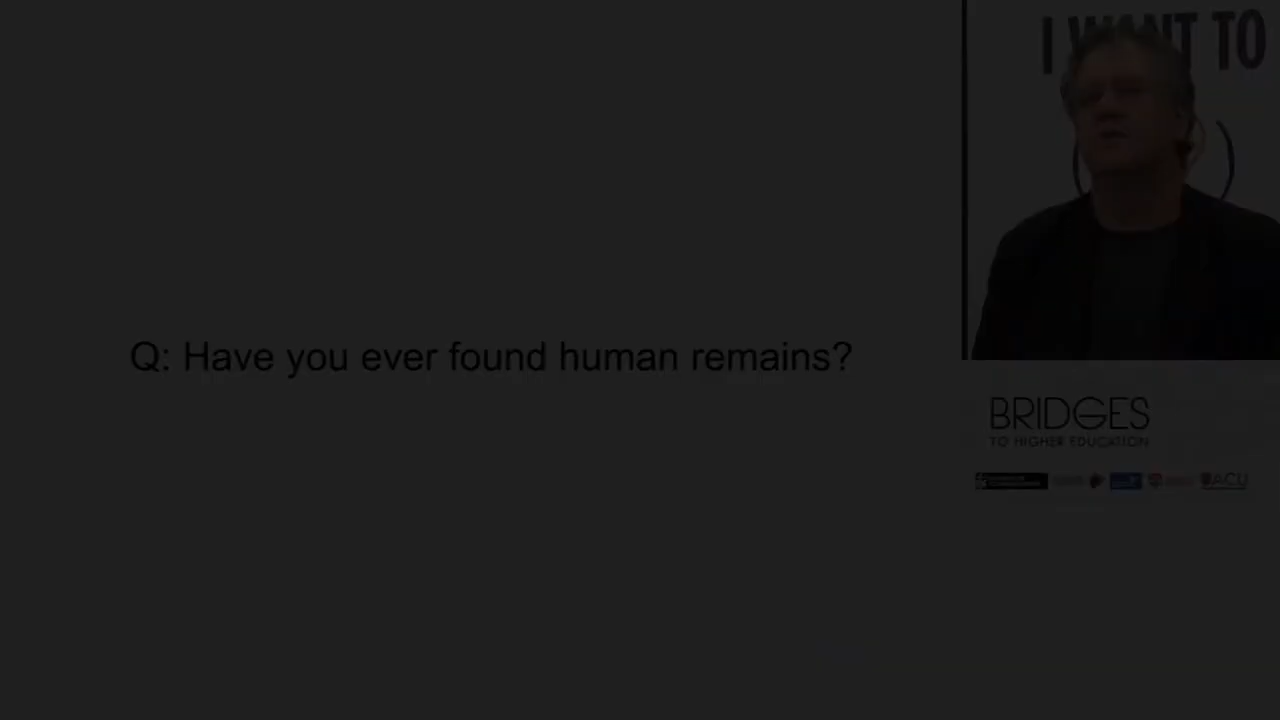 I WANT TO
Q: Have you ever found human remains?
BRIDGES
TO HIGHER EDUCATION
ACU